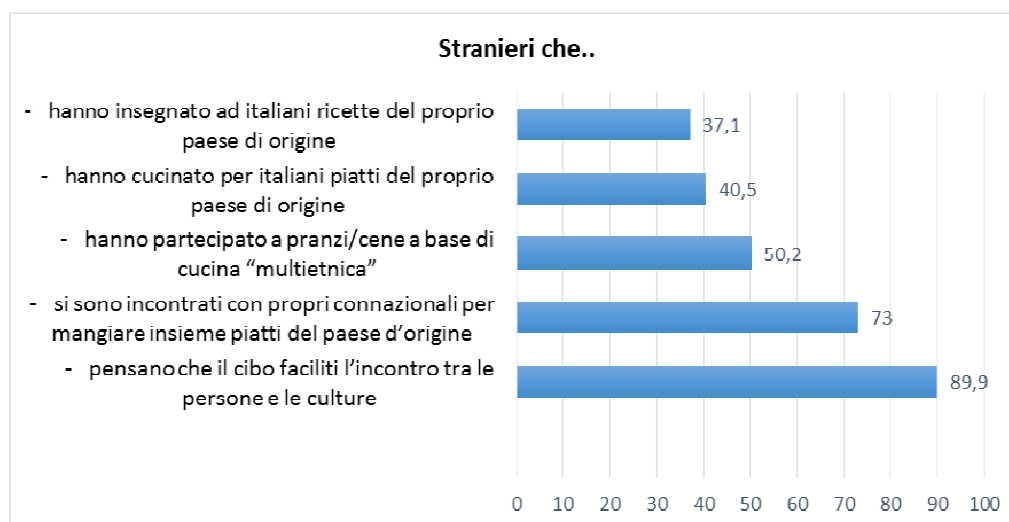 Stranieri che..
- hanno insegnato ad italiani ricette del proprio
paese di origine
37,1
- hanno cucinato per italiani piatti del proprio
paese di origine
40,5
- hanno partecipato a pranzi/cene a base di
cucina “multietnica”
50,2
- si sono incontrati con propri connazionali per
mangiare insieme piatti del paese d’origine
73
- pensano che il cibo faciliti l’incontro tra le
persone e le culture
89,9
0 10 20 30 40 50 60 70 80 90 100